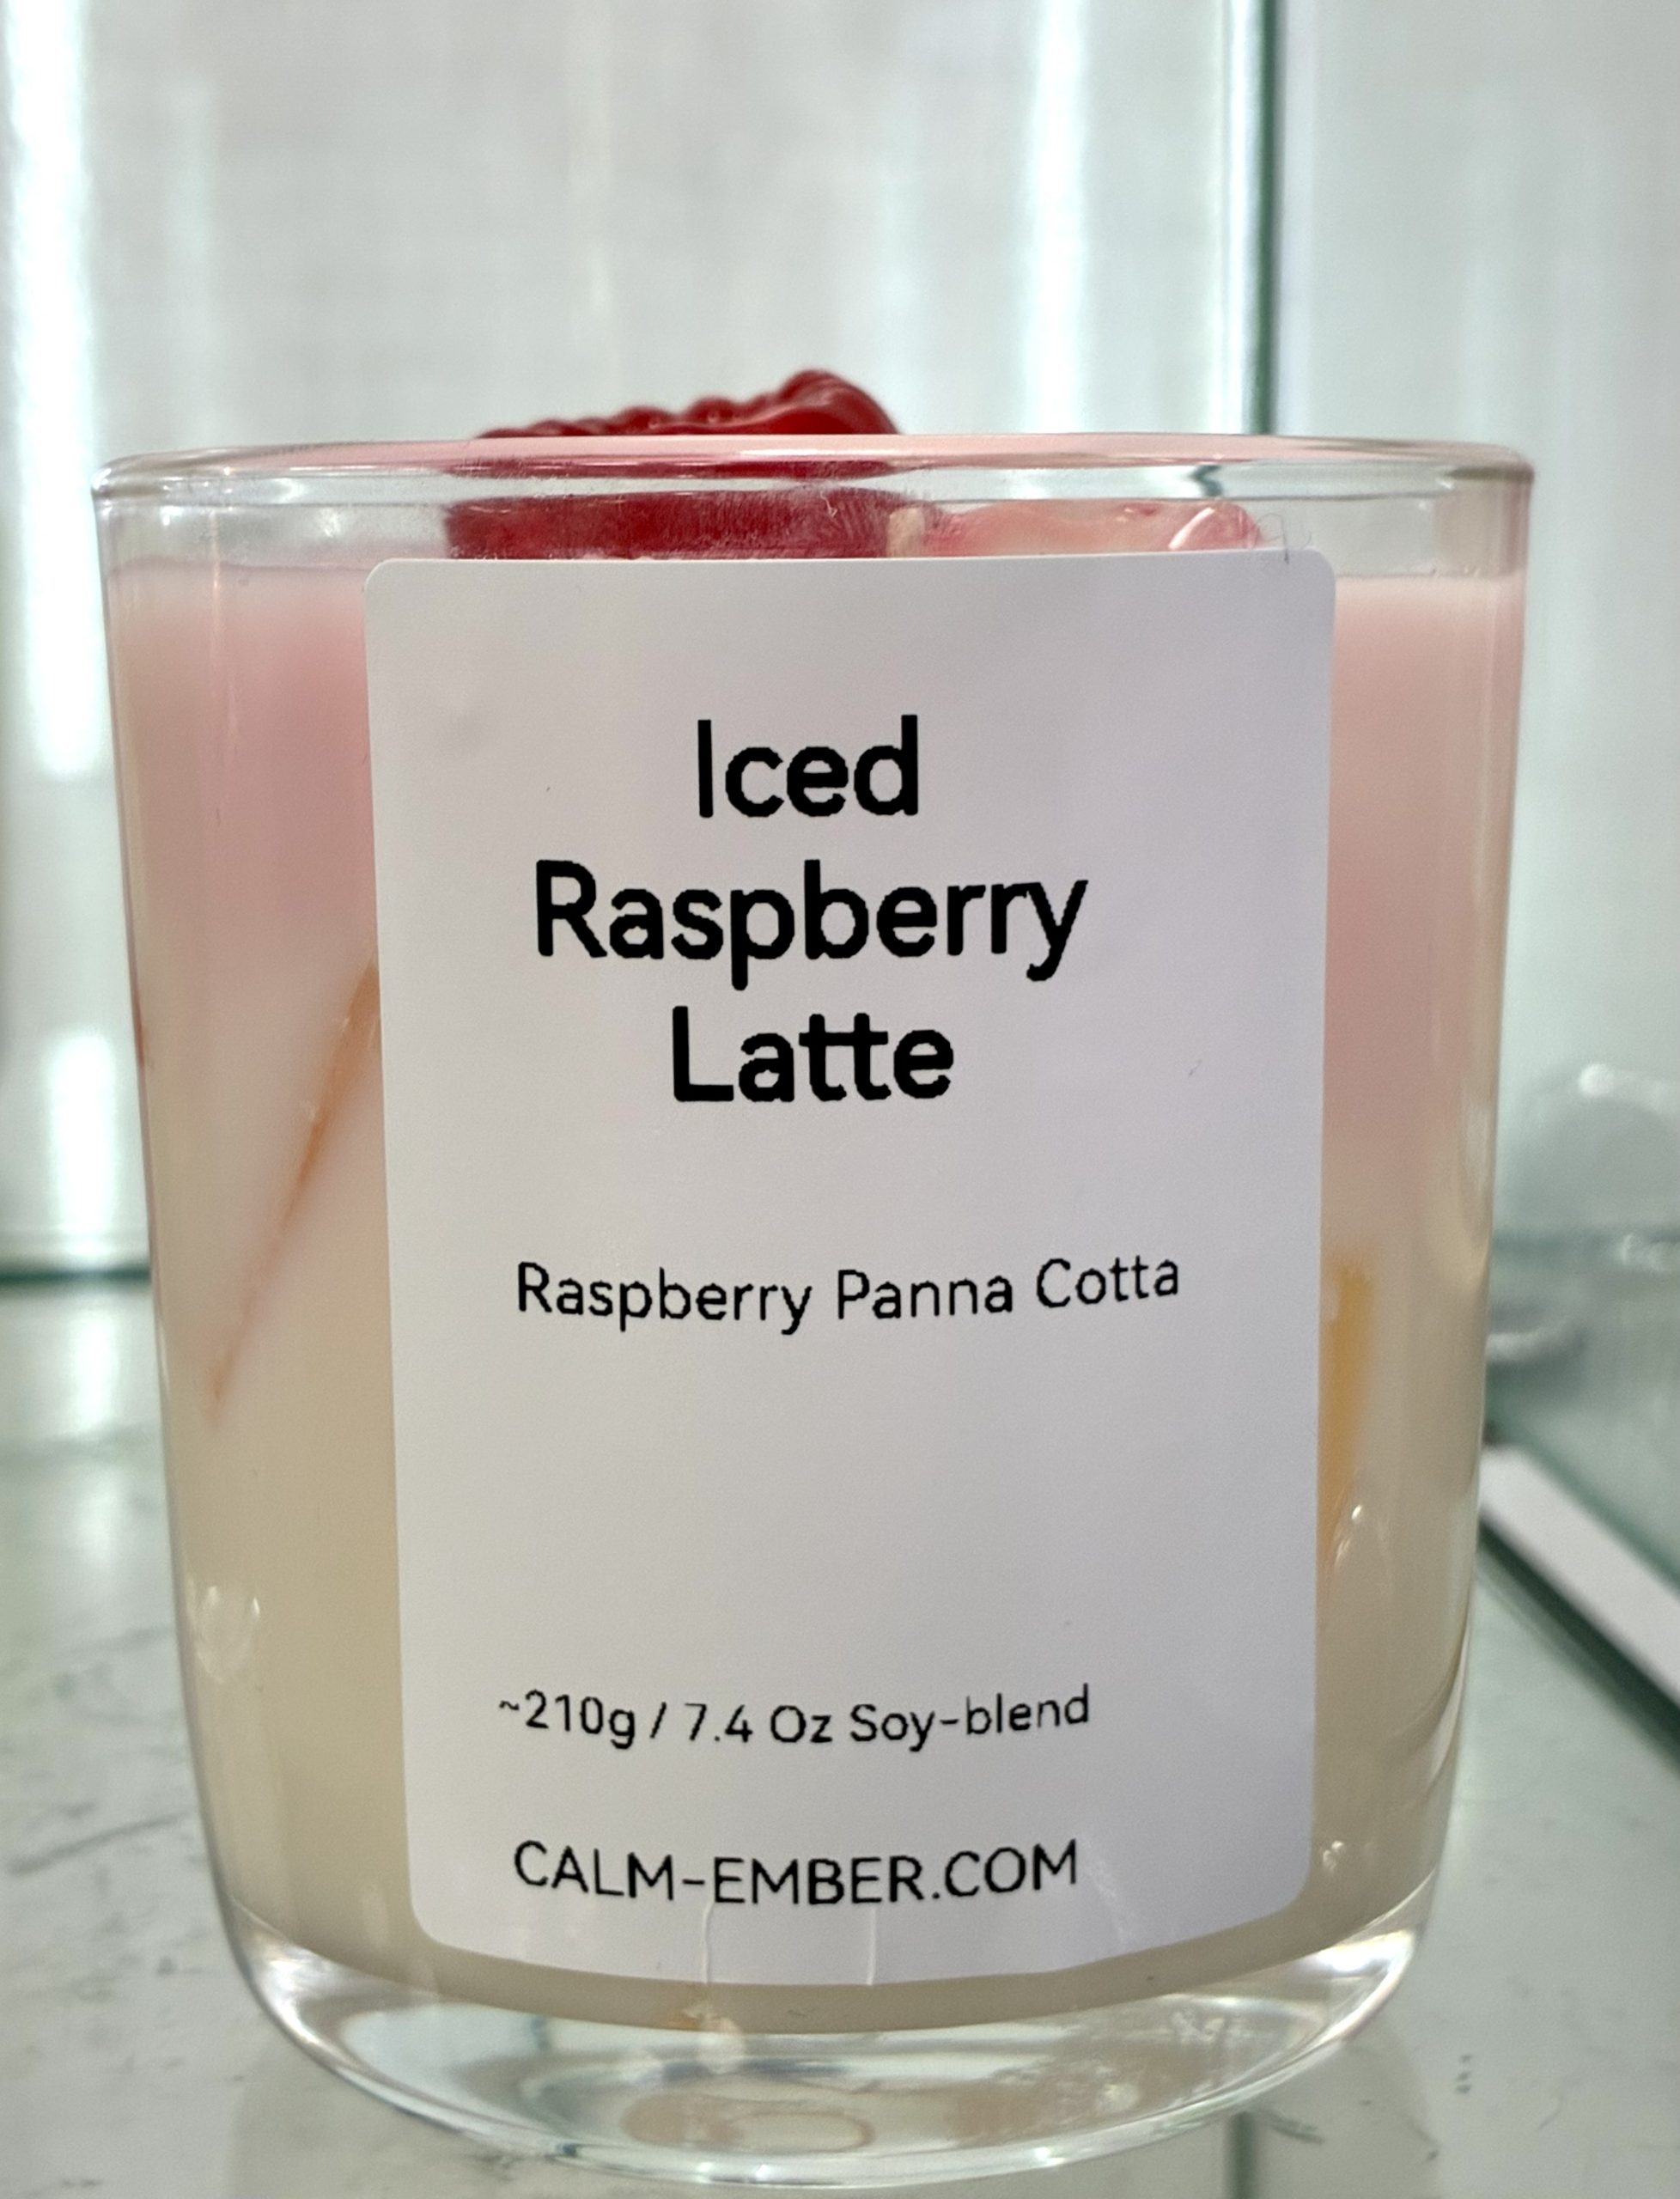 Iced
Raspberry
Latte
Raspberry Panna Cotta
~210g / 7.4 Oz Soy-blend
CALM-EMBER.COM